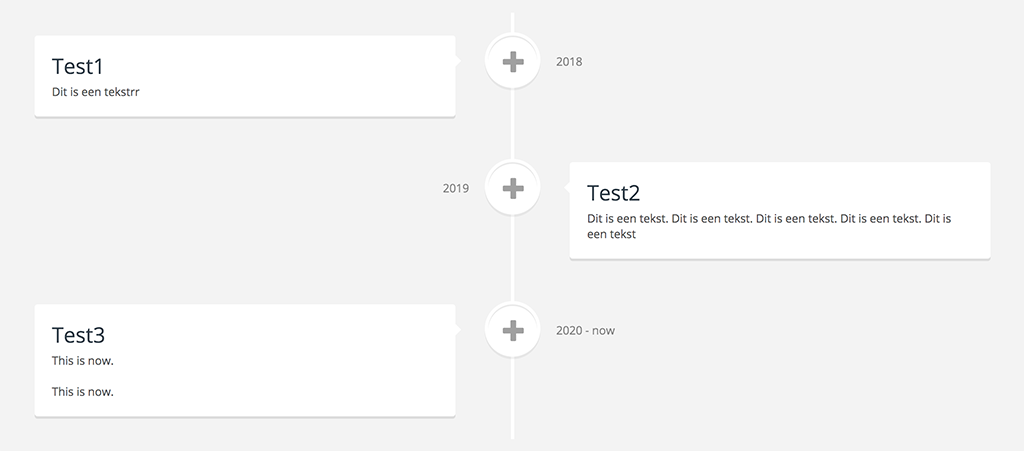 Test1
Dit is een tekstrr
2018
2019
Test2
Dit is een tekst. Dit is een tekst. Dit is een tekst. Dit is een tekst. Dit is
een tekst
Test3
This is now.
This is now.
2020 - now